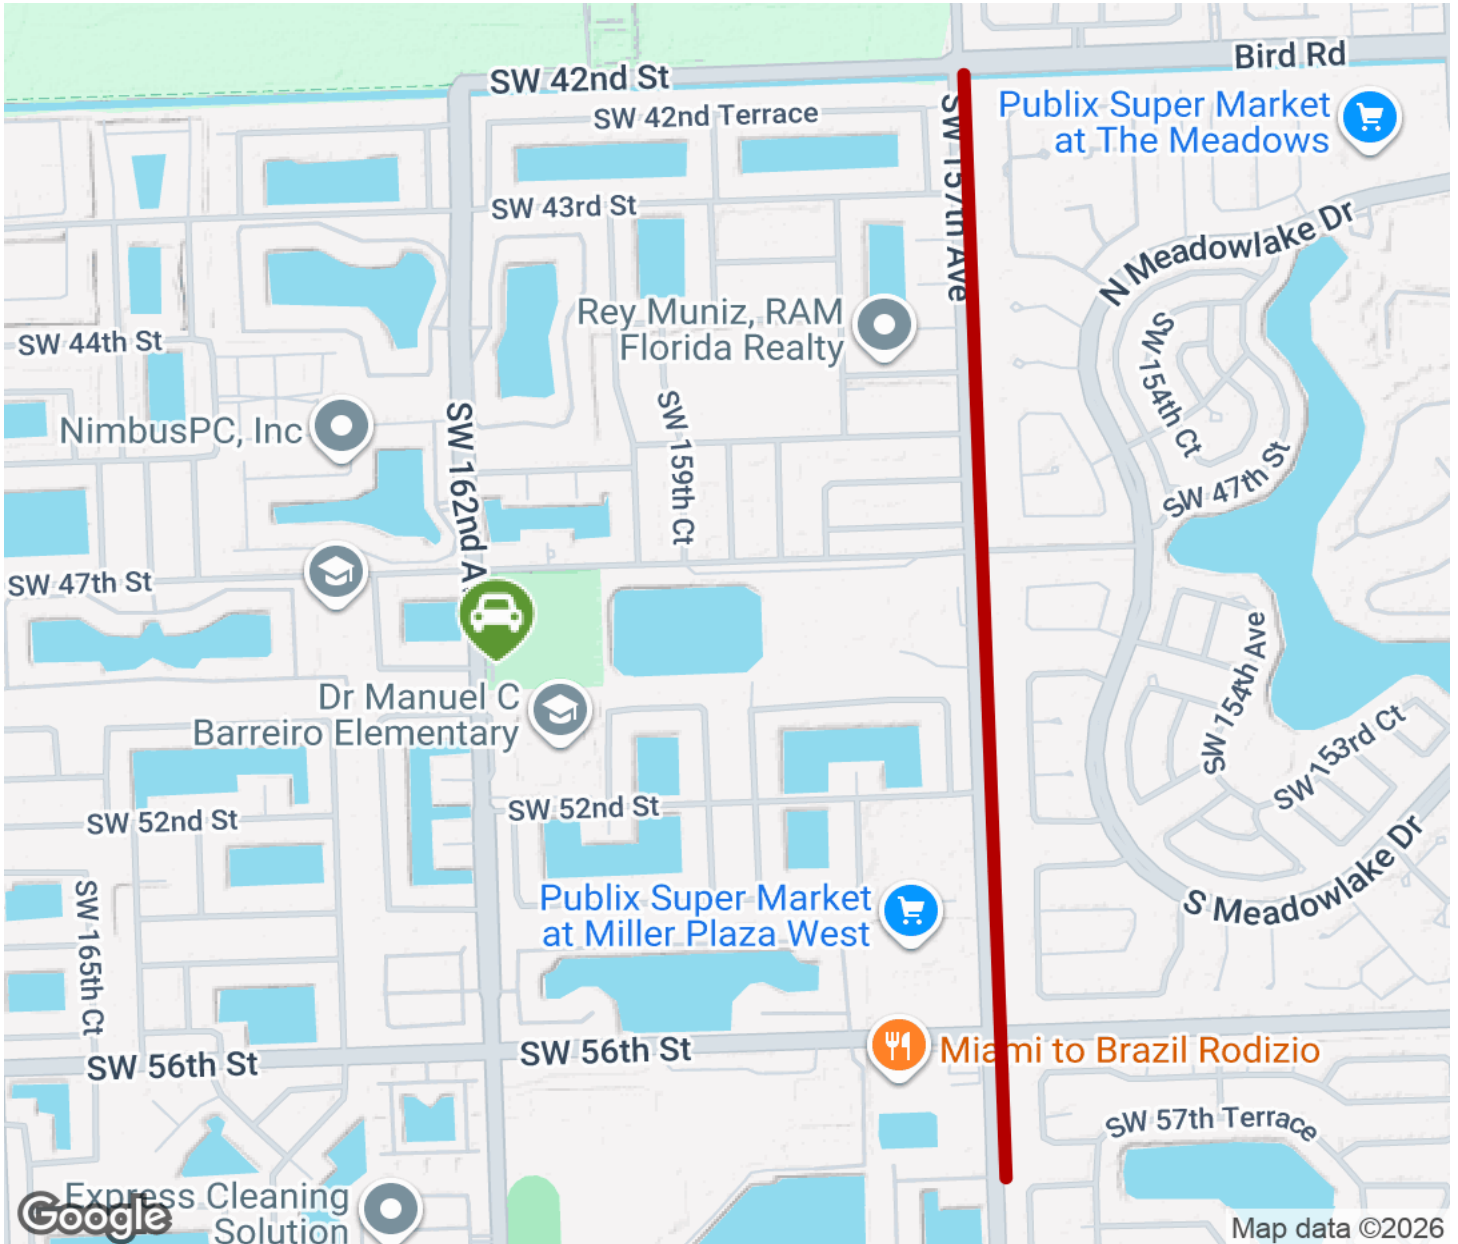 SW 42nd St
Bird Rd
SW 42nd Terrace
SW 157th Ave
Publix Super Market
at The Meadows
SW 43rd St
N Meadowlake Dr
Rey Muniz, RAM
Florida Realty
SW 44th St
SW 154th Ct
NimbusPC, Inc
SW 162nd A
SW 159th Ct
SW 47th St
SW 47th St
SW 154th Ave
Dr Manuel C
Barreiro Elementary
SW 153rd Ct
SW 52nd St
SW 52nd St
S Meadowlake Dr
SW 165th Ct
Publix Super Market
at Miller Plaza West
SW 56th St
SW 56th St
Miami to Brazil Rodizio
SW 57th Terrace
Express Cleaning
Solution
Google
Map data ©2026